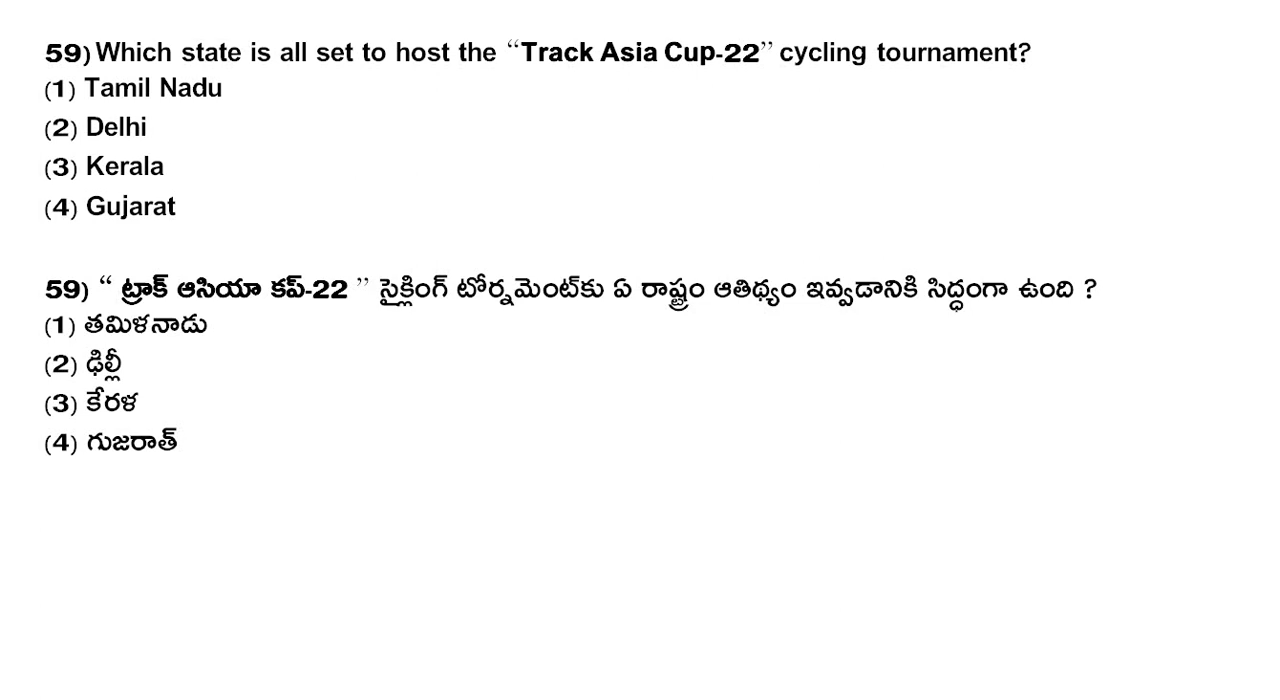 59) Which state is all set to host the “Track Asia Cup-22” cycling tournament?
(1) Tamil Nadu
(2) Delhi
(3) Kerala
(4) Gujarat
59) “ ట్రాక్ ఆసియా కప్-22 ” సైక్లింగ్ టోర్నమెంట్‌కు ఏ రాష్ట్రం ఆతిథ్యం ఇవ్వడానికి సిద్ధంగా ఉంది ?
(1) తమిళనాడు
(2) ఢిల్లీ
(3) కేరళ
(4) గుజరాత్